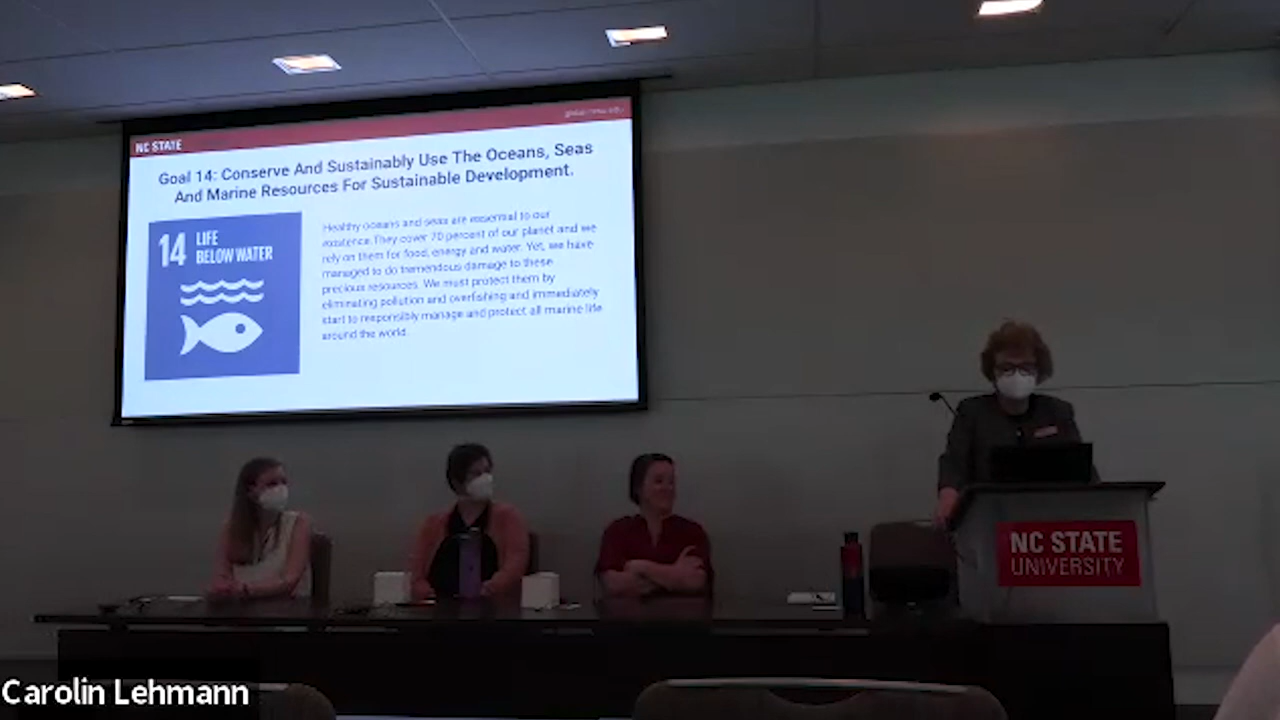 NC STATE
Goal 14: Conserve And Sustainably Use The Oceans, Seas
And Marine Resources For Sustainable Development.
14 LIFE
BELOW WATER
Healthy oceans and seas are essential to our
existence. They cover 70 percent of our planet and we
rely on them for food, energy and water. Yet, we have
managed to do tremendous damage to these
precious resources. We must protect them by
eliminating pollution and overfishing and immediately
start to responsibly manage and protect all marine life
around the world.
NC STATE
UNIVERSITY
Carolin Lehmann